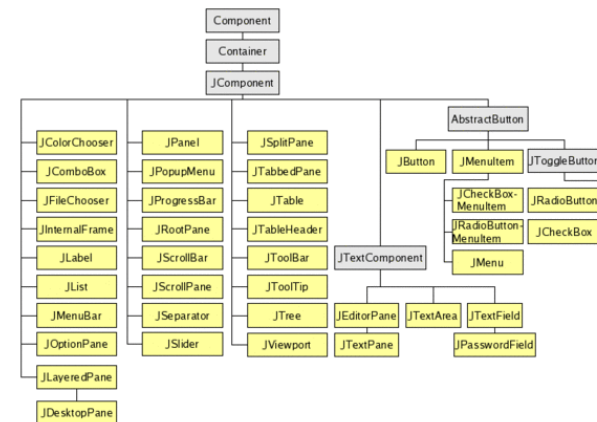 Component
Container
JComponent
AbstractButton
JColorChooser
JPanel
JSplitPane
JButton
JMenuItem
JToggleButton
JComboBox
JPopupMenu
JTabbedPane
JFileChooser
JProgressBar
JTable
JCheckBox-
MenuItem
JRadioButton
JInternalFrame
JRootPane
JTableHeader
JRadioButton-
MenuItem
JCheckBox
JLabel
JScrollBar
JToolBar
JTextComponent
JMenu
JList
JScrollPane
JToolTip
JMenuBar
JSeparator
JTree
JEditorPane
JTextArea
JTextField
JOptionPane
JSlider
JViewport
JTextPane
JPasswordField
JLayeredPane
JDesktopPane